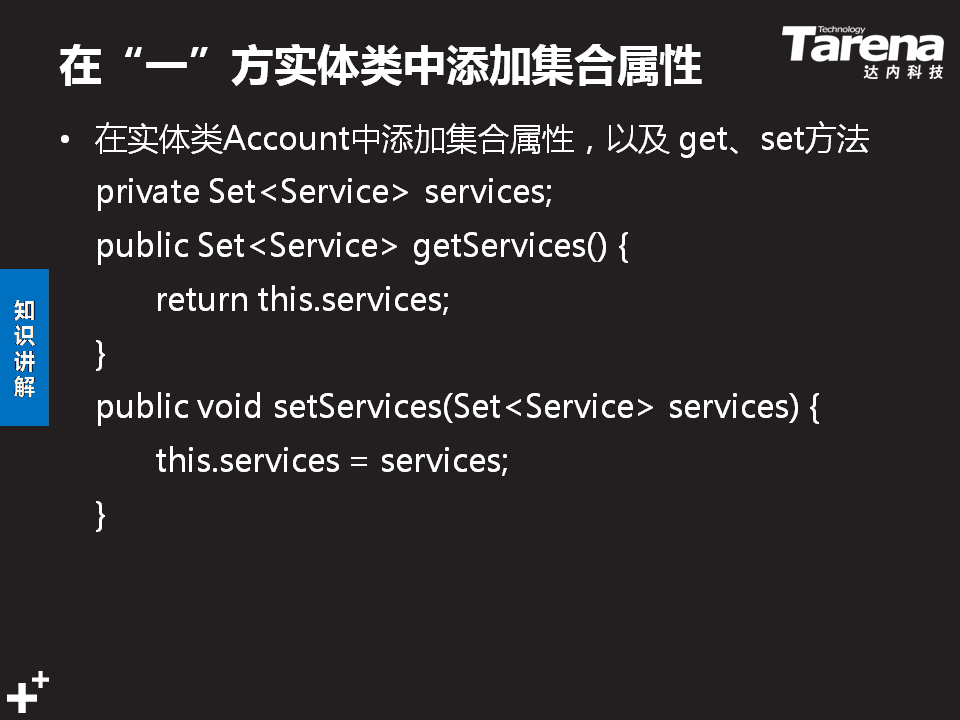 在“一”方实体类中添加集合属性
Technology
Tarena
达内科技
• 在实体类Account中添加集合属性，以及 get、set方法
private Set<Service> services;
public Set<Service> getServices() {
return this.services;
}
public void setServices(Set<Service> services) {
this.services = services;
}
知识讲解